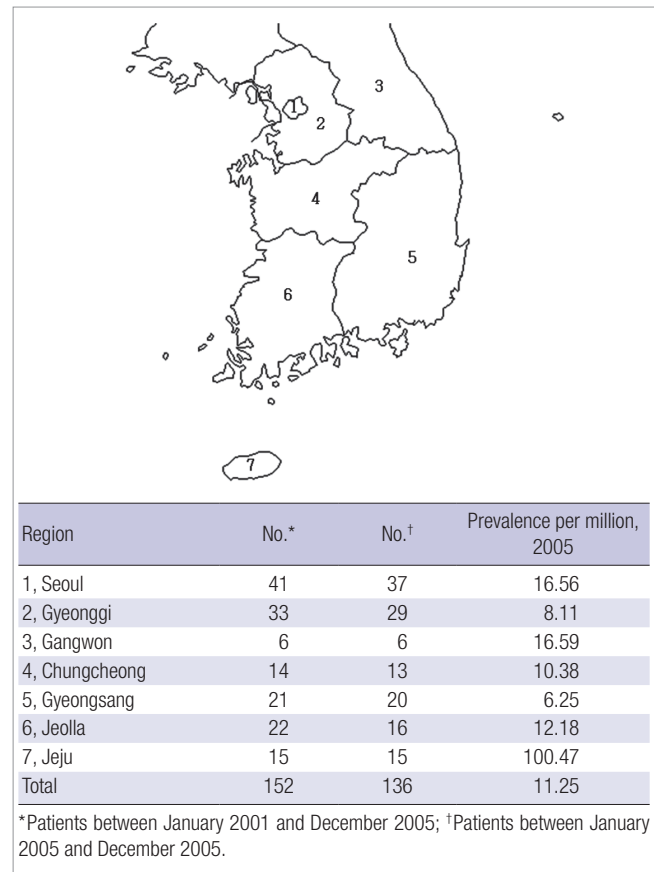 3
1
2
4
5
6
7
Region No.* No.† Prevalence per million, 2005
1, Seoul 41 37 16.56
2, Gyeonggi 33 29 8.11
3, Gangwon 6 6 16.59
4, Chungcheong 14 13 10.38
5, Gyeongsang 21 20 6.25
6, Jeolla 22 16 12.18
7, Jeju 15 15 100.47
Total 152 136 11.25
*Patients between January 2001 and December 2005; †Patients between January
2005 and December 2005.